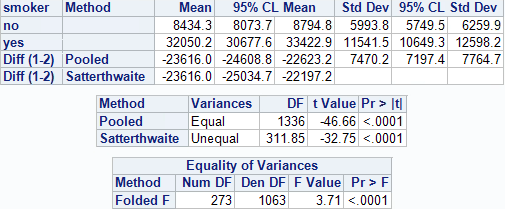 smoker Method Mean 95% CL Mean Std Dev 95% CL Std Dev
no 8434.3 8073.7 8794.8 5993.8 5749.5 6259.9
yes 32050.2 30677.6 33422.9 11541.5 10649.3 12598.2
Diff (1-2) Pooled -23616.0 -24608.8 -22623.2 7470.2 7197.4 7764.7
Diff (1-2) Satterthwaite -23616.0 -25034.7 -22197.2
Method Variances DF t Value Pr > |t|
Pooled Equal 1336 -46.66 <.0001
Satterthwaite Unequal 311.85 -32.75 <.0001
Equality of Variances
Method Num DF Den DF F Value Pr > F
Folded F 273 1063 3.71 <.0001